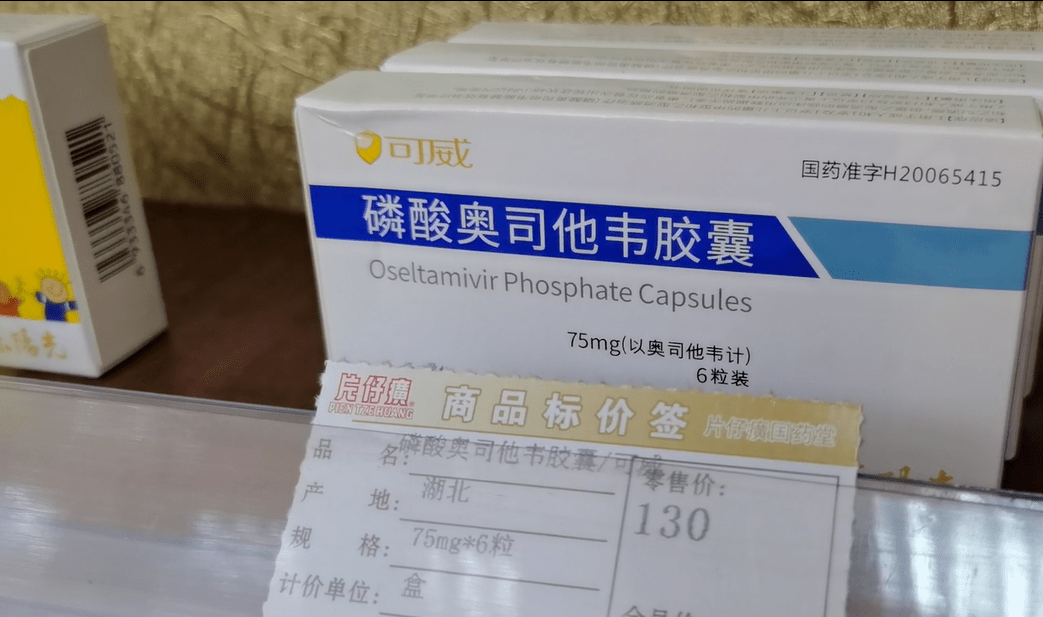 可威
国药准字H20065415
磷酸奥司他韦胶囊
Oseltamivir Phosphate Capsules
75mg(以奥司他韦计)
6粒装
片仔癀
PIEN TZE HUANG
商品标价签
片仔癀国药堂
品名:磷酸奥司他韦胶囊/可威
零售价:
130
产地:湖北
规格:75mg*6粒
计价单位:盒